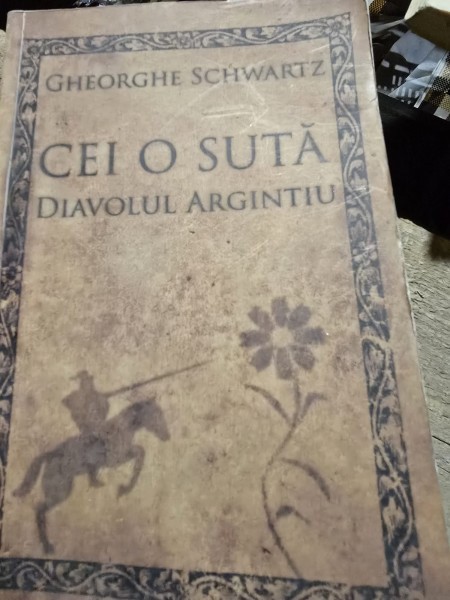 GHEORGHE SCHWARTZ
CEI O SUTĂ
DIAVOLUL ARGINTIU